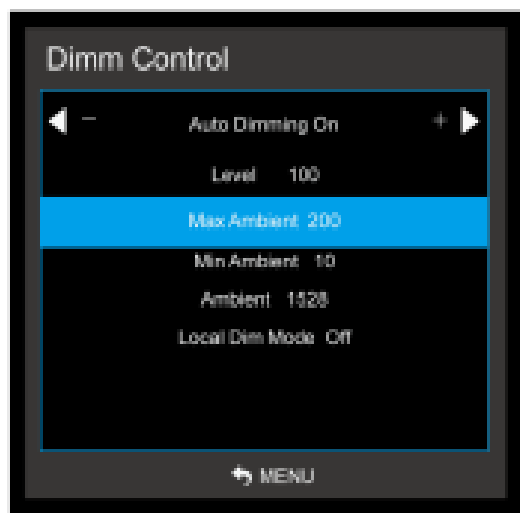 Dimm Control
− Auto Dimming On +
Level 100
Max Ambient 200
Min Ambient 10
Ambient 1528
Local Dim Mode Off
MENU